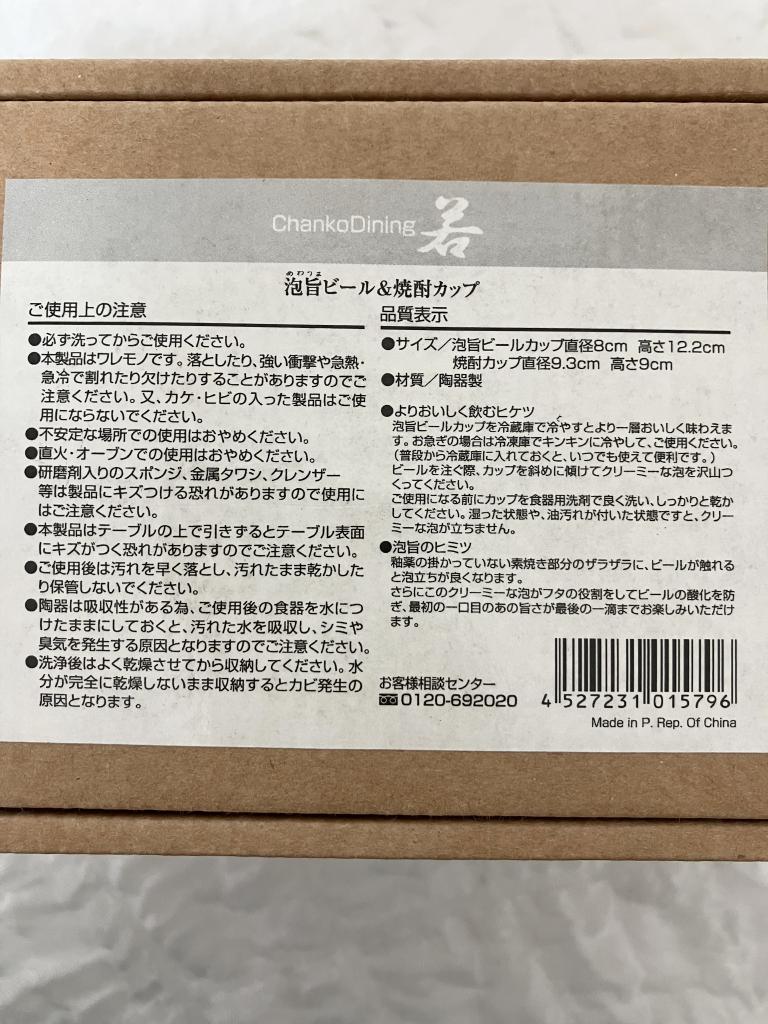 ChankoDining 若
あわうま
泡旨ビール&焼酎カップ
ご使用上の注意
●必ず洗ってからご使用ください。
●本製品はワレモノです。落としたり、強い衝撃や急熱・
急冷で割れたり欠けたりすることがありますのでご
注意ください。又、カケ・ヒビの入った製品はご使
用にならないでください。
●不安定な場所での使用はおやめください。
●直火・オーブンでの使用はおやめください。
●研磨剤入りのスポンジ、金属タワシ、クレンザー
等は製品にキズつける恐れがありますので使用に
はご注意ください。
●本製品はテーブルの上で引きずるとテーブル表面
にキズがつく恐れがありますのでご注意ください。
●ご使用後は汚れを早く落とし、汚れたまま乾かした
り保管しないでください。
●陶器は吸収性がある為、ご使用後の食器を水につ
けたままにしておくと、汚れた水を吸収し、シミや
臭気を発生する原因となりますのでご注意ください。
●洗浄後はよく乾燥させてから収納してください。水
分が完全に乾燥しないまま収納するとカビ発生の
原因となります。
品質表示
●サイズ／泡旨ビールカップ直径8cm 高さ12.2cm
焼酎カップ直径9.3cm 高さ9cm
●材質／陶器製
●よりおいしく飲むヒケツ
泡旨ビールカップを冷蔵庫で冷やすとより一層おいしく味わえま
す。お急ぎの場合は冷凍庫でキンキンに冷やして、ご使用ください。
（普段から冷蔵庫に入れておくと、いつでも使えて便利です。）
ビールを注ぐ際、カップを斜めに傾けてクリーミーな泡を沢山つ
くってください。
ご使用になる前にカップを食器用洗剤で良く洗い、しっかりと乾か
してください。湿った状態や、油汚れが付いた状態ですと、クリー
ミーな泡が立ちません。
●泡旨のヒミツ
釉薬の掛かっていない素焼き部分のザラザラに、ビールが触れる
と泡立ちが良くなります。
さらにこのクリーミーな泡がフタの役割をしてビールの酸化を防
ぎ、最初の一口目のあの旨さが最後の一滴までお楽しみいただけ
ます。
お客様相談センター
0120-692020
4 527231 015796
Made in P. Rep. Of China